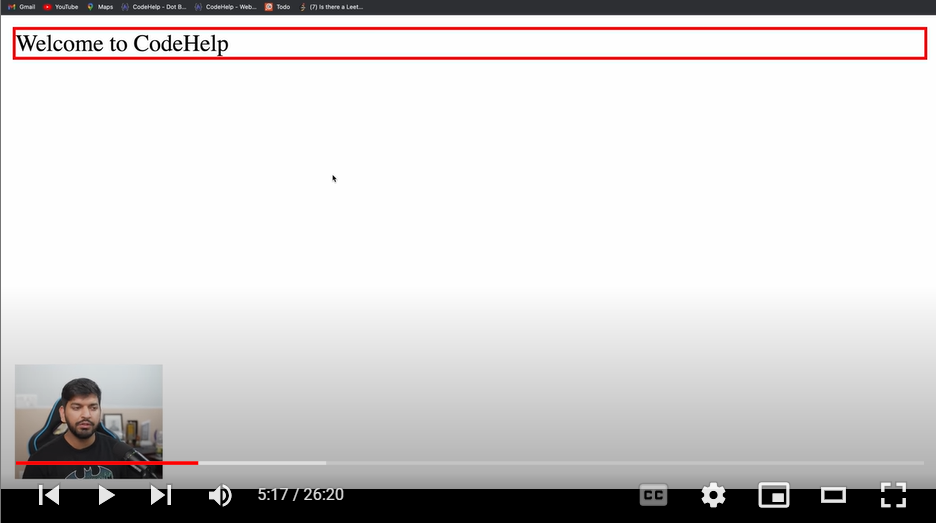 Gmail YouTube Maps CodeHelp - Dot B... CodeHelp - Web... Todo (7) Is there a Leet...
Welcome to CodeHelp
5:17 / 26:20
CC